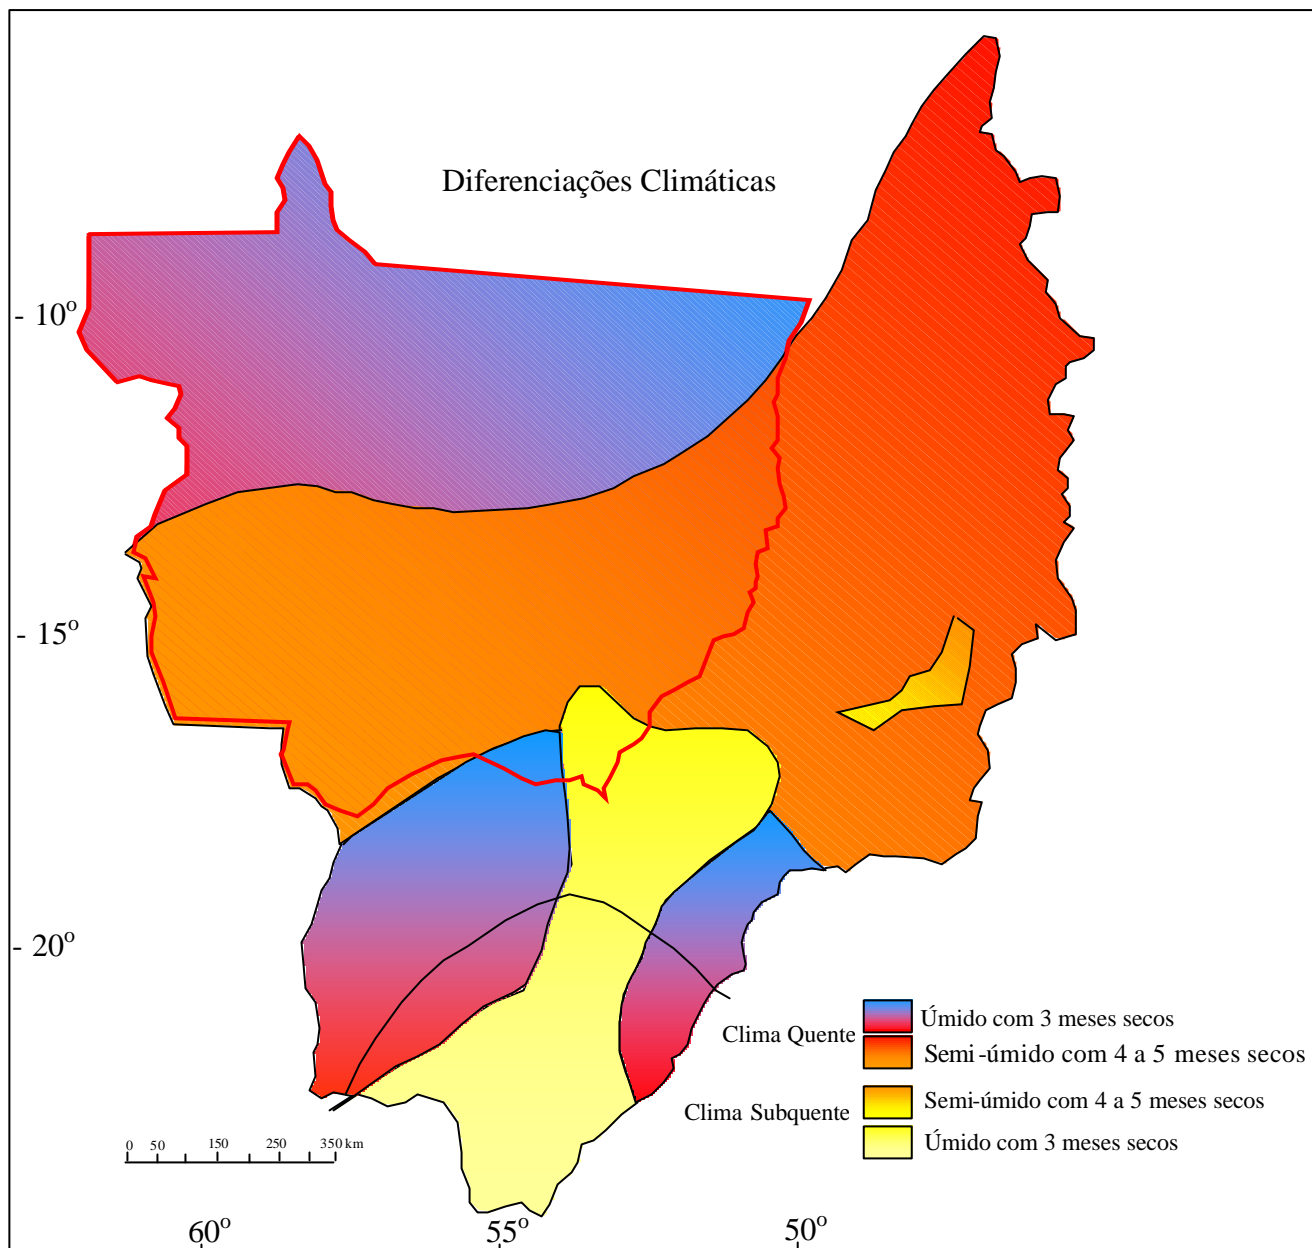 Diferenciações Climáticas
- 10º
- 15º
- 20º
Clima Quente
Úmido com 3 meses secos
Semi-úmido com 4 a 5 meses secos
Clima Subquente
Semi-úmido com 4 a 5 meses secos
Úmido com 3 meses secos
0 50 150 250 350 km
60º 55º 50º